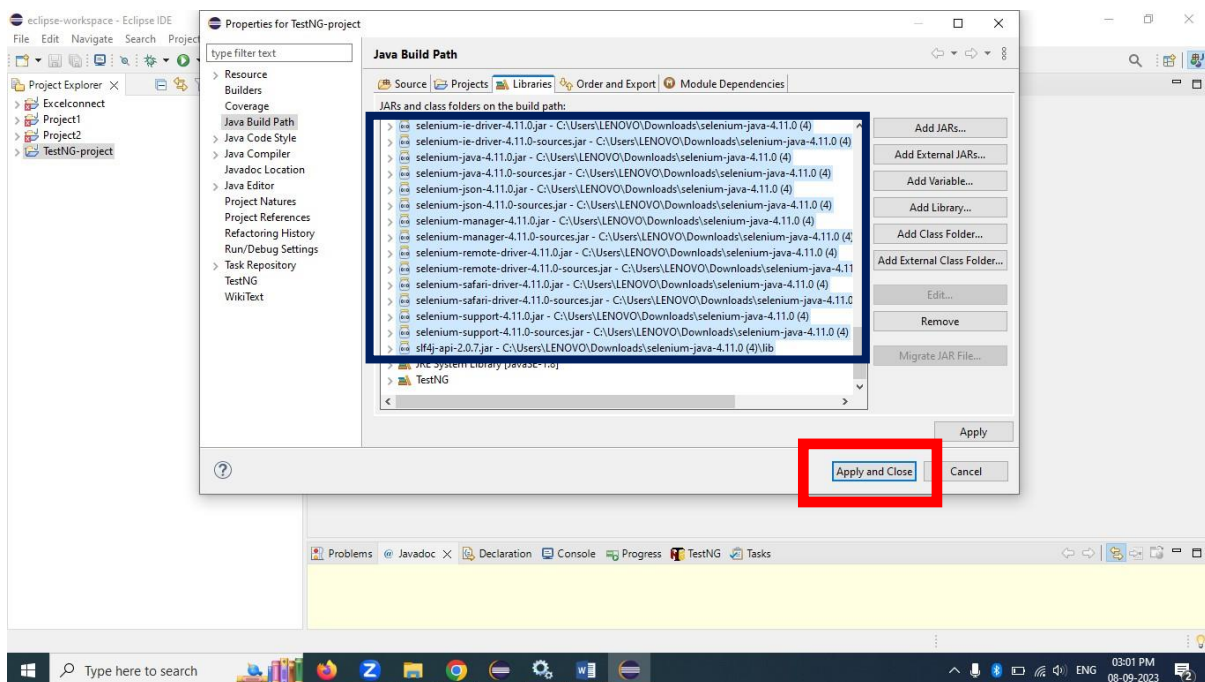 eclipse-workspace - Eclipse IDE
File Edit Navigate Search Project
Project Explorer
Excelconnect
Project1
Project2
TestNG-project
Properties for TestNG-project
type filter text
Resource
Builders
Coverage
Java Build Path
Java Code Style
Java Compiler
Javadoc Location
Java Editor
Project Natures
Project References
Refactoring History
Run/Debug Settings
Task Repository
TestNG
WikiText
Java Build Path
Source Projects Libraries Order and Export Module Dependencies
JARs and class folders on the build path:
selenium-ie-driver-4.11.0.jar - C:\Users\LENOVO\Downloads\selenium-java-4.11.0 (4)
selenium-ie-driver-4.11.0-sources.jar - C:\Users\LENOVO\Downloads\selenium-java-4.11.0 (4)
selenium-java-4.11.0.jar - C:\Users\LENOVO\Downloads\selenium-java-4.11.0 (4)
selenium-java-4.11.0-sources.jar - C:\Users\LENOVO\Downloads\selenium-java-4.11.0 (4)
selenium-json-4.11.0.jar - C:\Users\LENOVO\Downloads\selenium-java-4.11.0 (4)
selenium-json-4.11.0-sources.jar - C:\Users\LENOVO\Downloads\selenium-java-4.11.0 (4)
selenium-manager-4.11.0.jar - C:\Users\LENOVO\Downloads\selenium-java-4.11.0 (4)
selenium-manager-4.11.0-sources.jar - C:\Users\LENOVO\Downloads\selenium-java-4.11.0 (4)
selenium-remote-driver-4.11.0.jar - C:\Users\LENOVO\Downloads\selenium-java-4.11.0 (4)
selenium-remote-driver-4.11.0-sources.jar - C:\Users\LENOVO\Downloads\selenium-java-4.11
selenium-safari-driver-4.11.0.jar - C:\Users\LENOVO\Downloads\selenium-java-4.11.0 (4)
selenium-safari-driver-4.11.0-sources.jar - C:\Users\LENOVO\Downloads\selenium-java-4.11.0
selenium-support-4.11.0.jar - C:\Users\LENOVO\Downloads\selenium-java-4.11.0 (4)
selenium-support-4.11.0-sources.jar - C:\Users\LENOVO\Downloads\selenium-java-4.11.0 (4)
slf4j-api-2.0.7.jar - C:\Users\LENOVO\Downloads\selenium-java-4.11.0 (4)\lib
JRE System Library [JavaSE-1.8]
TestNG
Add JARs...
Add External JARs...
Add Variable...
Add Library...
Add Class Folder...
Add External Class Folder...
Edit...
Remove
Migrate JAR File...
Apply
Apply and Close Cancel
Problems Javadoc Declaration Console Progress TestNG Tasks
Type here to search
ENG
03:01 PM
08-09-2023
2